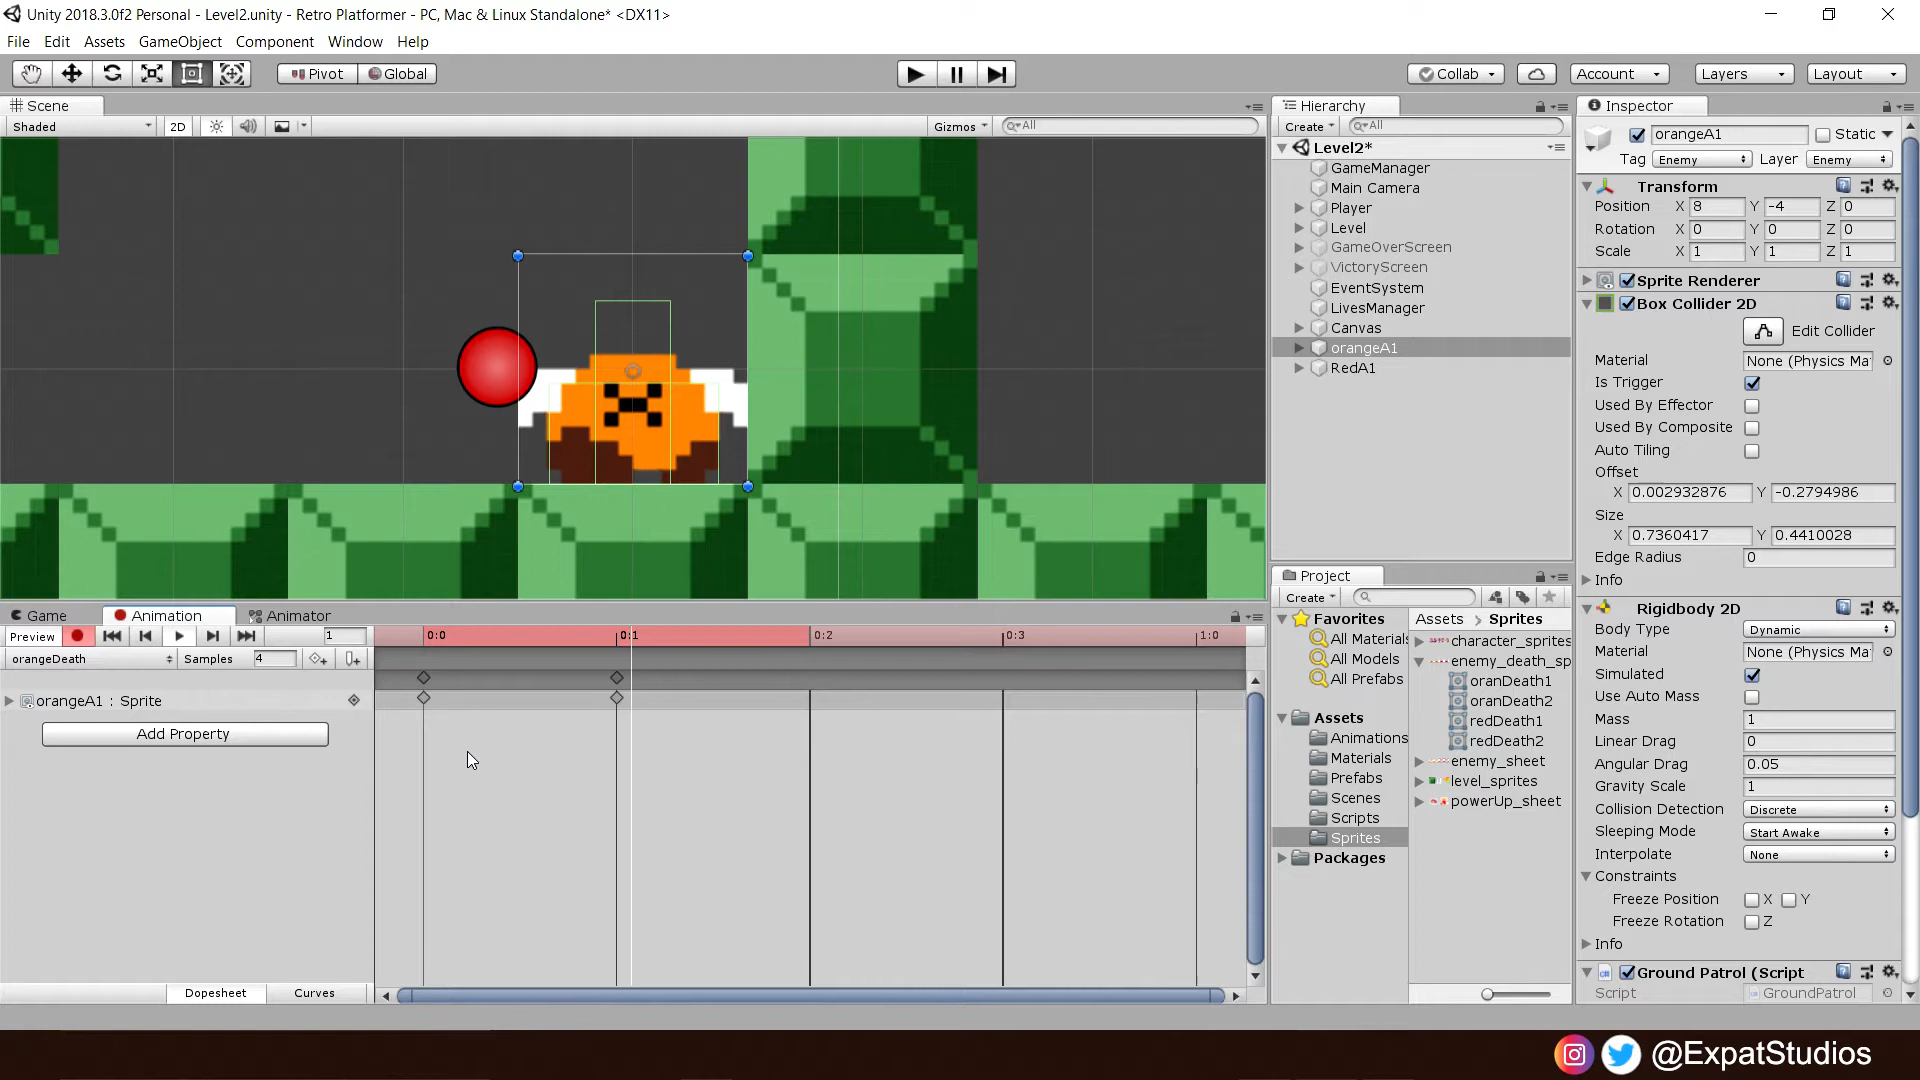 Unity 2018.3.0f2 Personal - Level2.unity - Retro Platformer - PC, Mac & Linux Standalone* <DX11>
File Edit Assets GameObject Component Window Help
Pivot Global Collab Account Layers Layout
Scene
Shaded 2D Gizmos All
Hierarchy
Create All
Level2*
GameManager
Main Camera
Player
Level
GameOverScreen
VictoryScreen
EventSystem
LivesManager
Canvas
orangeA1
RedA1
Inspector
orangeA1 Static
Tag Enemy Layer Enemy
Transform
Position X 8 Y -4 Z 0
Rotation X 0 Y 0 Z 0
Scale X 1 Y 1 Z 1
Sprite Renderer
Box Collider 2D
Edit Collider
Material None (Physics Ma
Is Trigger
Used By Effector
Used By Composite
Auto Tiling
Offset
X 0.002932876 Y -0.2794986
Size
X 0.7360417 Y 0.4410028
Edge Radius 0
Info
Rigidbody 2D
Body Type Dynamic
Material None (Physics Ma
Simulated
Use Auto Mass
Mass 1
Linear Drag 0
Angular Drag 0.05
Gravity Scale 1
Collision Detection Discrete
Sleeping Mode Start Awake
Interpolate None
Constraints
Freeze Position X Y
Freeze Rotation Z
Info
Ground Patrol (Script
Script GroundPatrol
Game Animation Animator
Preview 1 0:0 0:1 0:2 0:3 1:0
orangeDeath Samples 4
orangeA1 : Sprite
Add Property
Dopesheet Curves
Project
Create
Favorites
All Materials
All Models
All Prefabs
Assets
Animations
Materials
Prefabs
Scenes
Scripts
Sprites
Packages
Assets > Sprites
character_sprites
enemy_death_sp
oranDeath1
oranDeath2
redDeath1
redDeath2
enemy_sheet
level_sprites
powerUp_sheet
@ExpatStudios